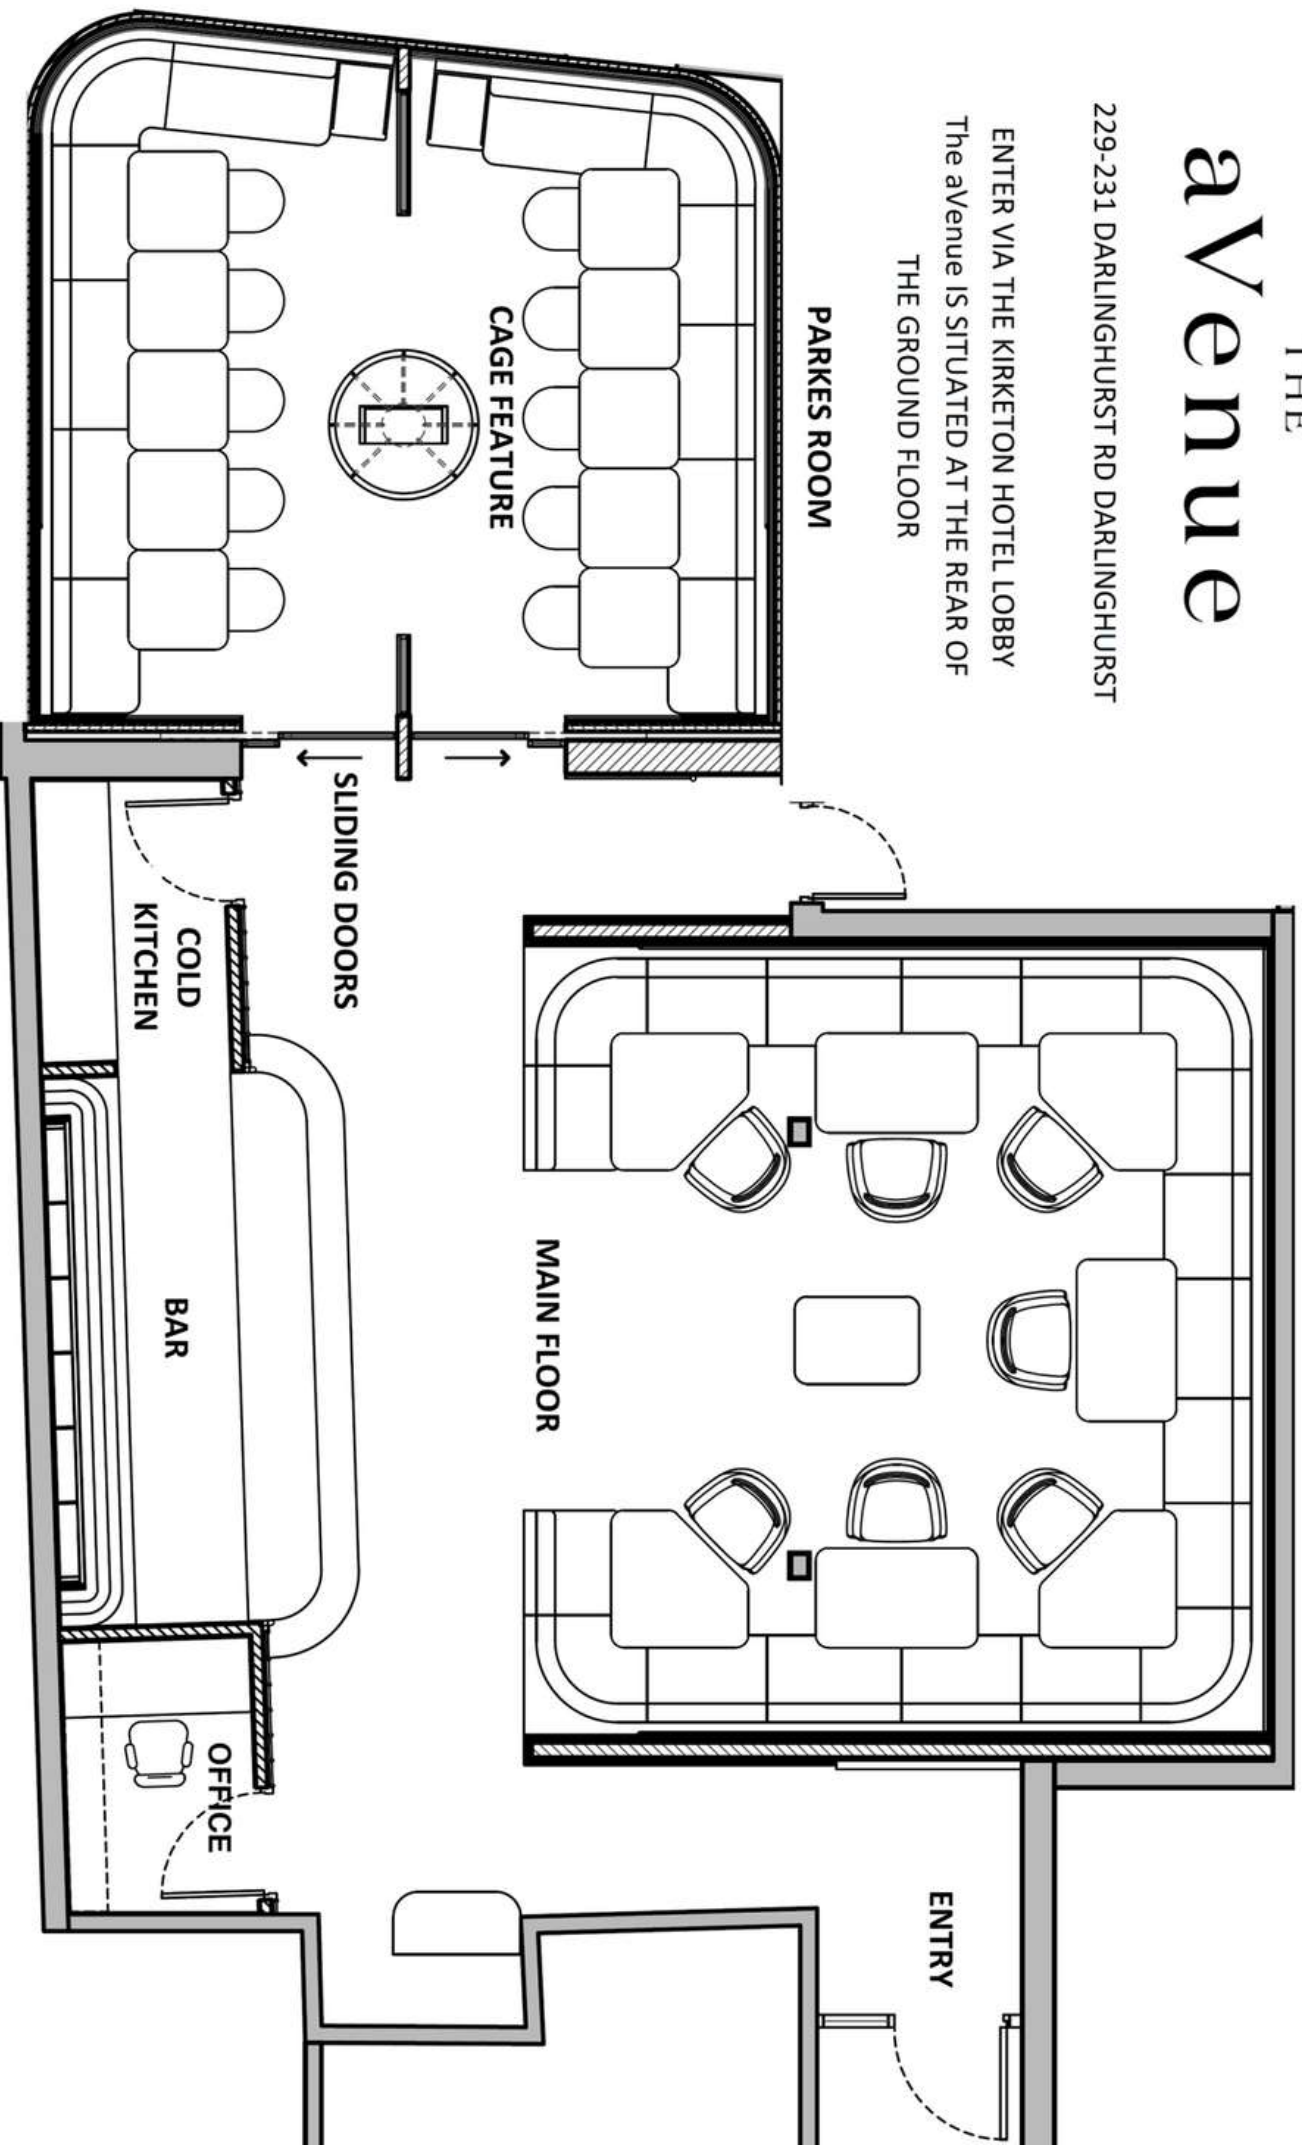 THE
aVenue
229-231 DARLINGHURST RD DARLINGHURST
ENTER VIA THE KIRKETON HOTEL LOBBY
The aVenue IS SITUATED AT THE REAR OF
THE GROUND FLOOR
PARKES ROOM
CAGE FEATURE
SLIDING DOORS
COLD
KITCHEN
MAIN FLOOR
BAR
OFFICE
ENTRY